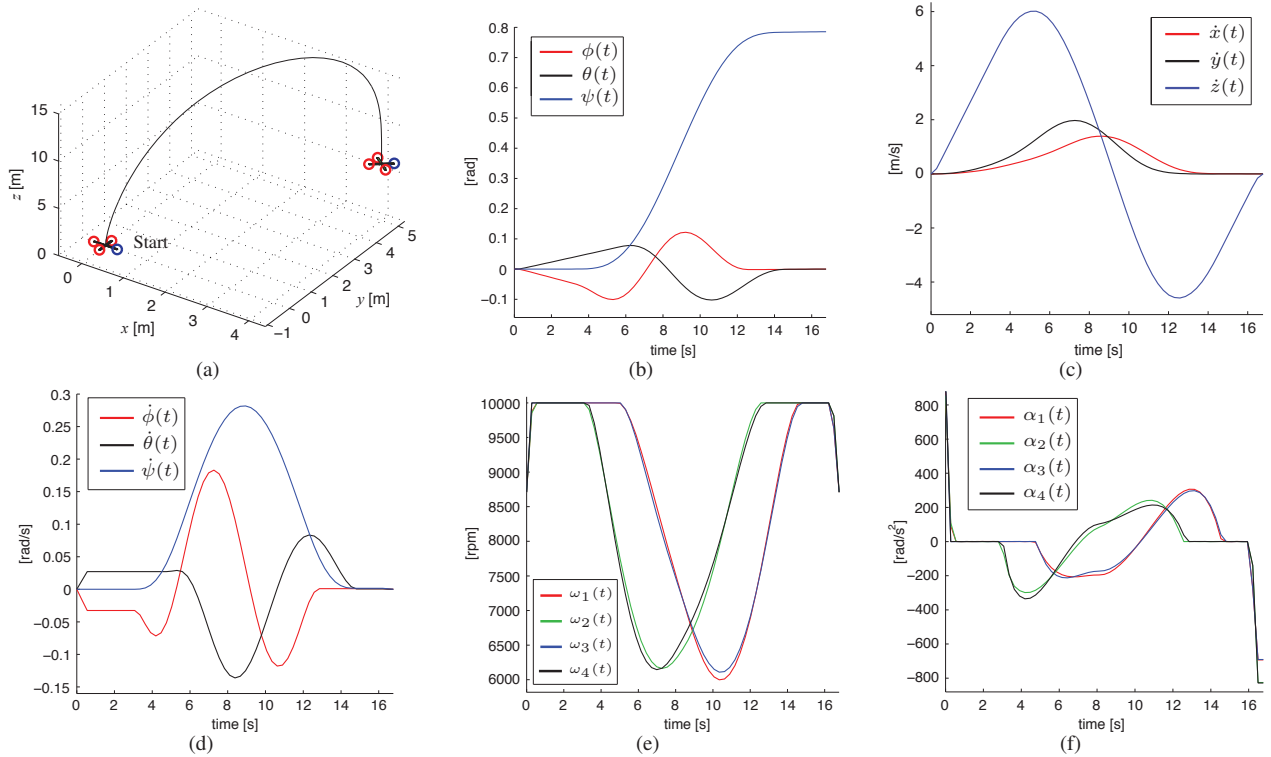 15
10
5
0
z [m]
Start
0
1
2
3
4
x [m]
−1
0
1
2
3
4
5
y [m]
(a)
0.8
0.7
0.6
0.5
0.4
0.3
0.2
0.1
0
−0.1
[rad]
ϕ(t)
θ(t)
ψ(t)
0 2 4 6 8 10 12 14 16
time [s]
(b)
6
4
2
0
−2
−4
[m/s]
ẋ(t)
ẏ(t)
ż(t)
0 2 4 6 8 10 12 14 16
time [s]
(c)
0.3
0.25
0.2
0.15
0.1
0.05
0
−0.05
−0.1
−0.15
[rad/s]
ϕ̇(t)
θ̇(t)
ψ̇(t)
0 2 4 6 8 10 12 14 16
time [s]
(d)
10000
9500
9000
8500
8000
7500
7000
6500
6000
[rpm]
ω₁(t)
ω₂(t)
ω₃(t)
ω₄(t)
0 2 4 6 8 10 12 14 16
time [s]
(e)
800
600
400
200
0
−200
−400
−600
−800
[rad/s²]
α₁(t)
α₂(t)
α₃(t)
α₄(t)
0 2 4 6 8 10 12 14 16
time [s]
(f)